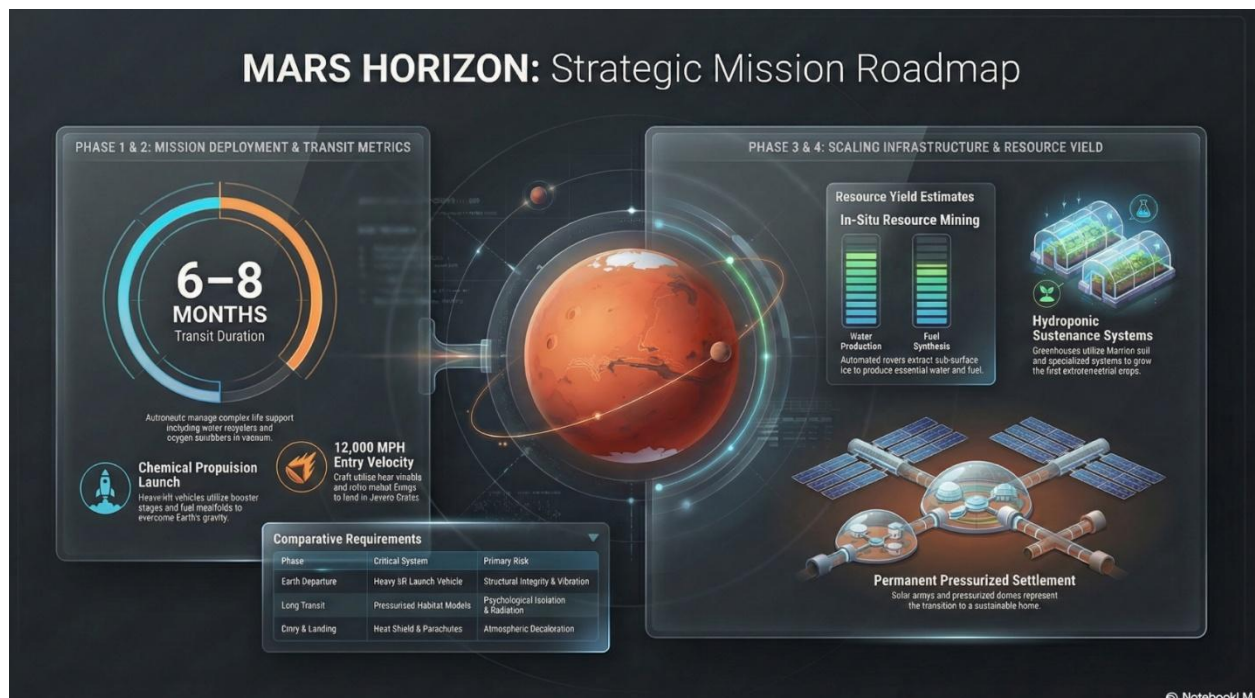 MARS HORIZON: Strategic Mission Roadmap
PHASE 1 & 2: MISSION DEPLOYMENT & TRANSIT METRICS
6–8
MONTHS
Transit Duration
manage complex life support
including water
oxygen in
Chemical Propulsion
Launch
vehicles utilize booster
stages and fuel to
overcome Earth's gravity.
12,000 MPH
Entry Velocity
Craft utilise
and
to land in
Comparative Requirements
Phase
Critical System
Primary Risk
Earth Departure
Heavy Launch Vehicle
Structural Integrity & Vibration
Long Transit
Pressurised Habitat Models
Psychological Isolation
& Radiation
& Landing
Heat Shield & Parachutes
Atmospheric
PHASE 3 & 4: SCALING INFRASTRUCTURE & RESOURCE YIELD
Resource Yield Estimates
In-Situ Resource Mining
Water
Production
Fuel
Synthesis
Automated rovers extract sub-surface
ice to produce essential water and fuel.
Hydroponic
Sustenance Systems
Greenhouses utilize soil
and specialized systems to grow
the first crops.
Permanent Pressurized Settlement
Solar and pressurized domes represent
the transition to a sustainable home.
NotebookLM